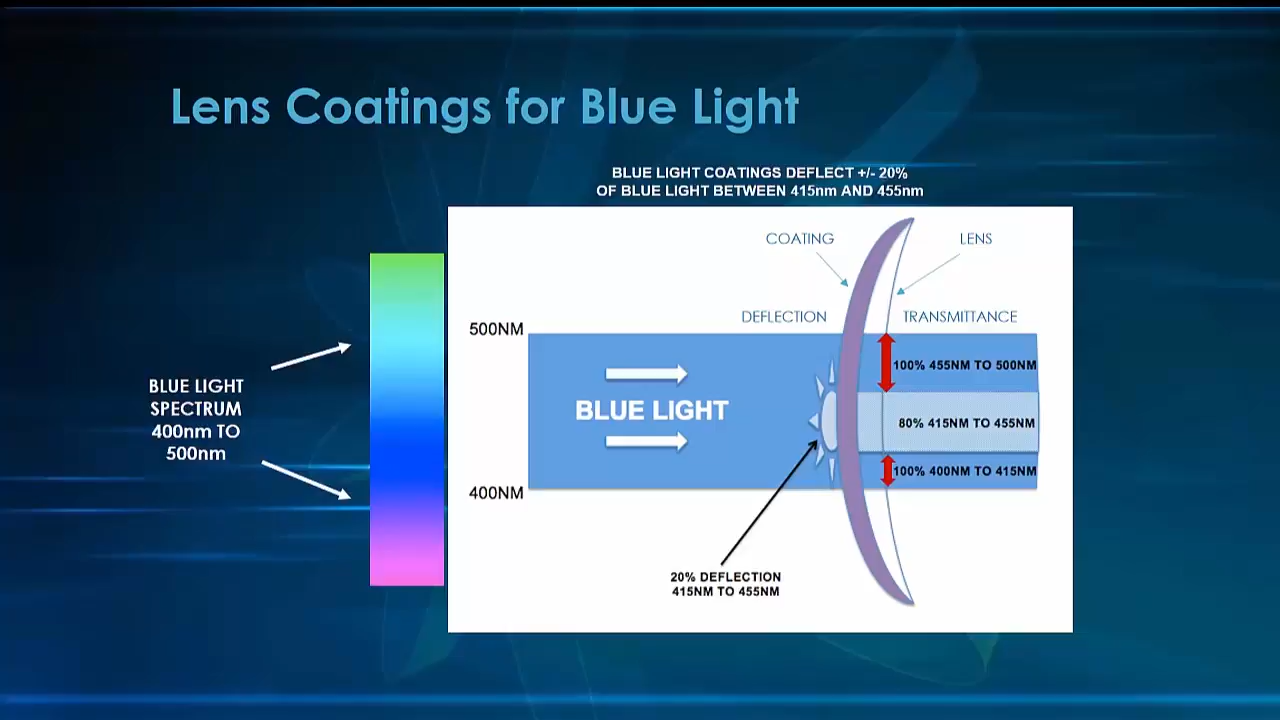 Lens Coatings for Blue Light
BLUE LIGHT COATINGS DEFLECT +/- 20%
OF BLUE LIGHT BETWEEN 415nm AND 455nm
COATING
LENS
DEFLECTION
TRANSMITTANCE
500NM
100% 455NM TO 500NM
BLUE LIGHT
SPECTRUM
400nm TO
500nm
BLUE LIGHT
80% 415NM TO 455NM
100% 400NM TO 415NM
400NM
20% DEFLECTION
415NM TO 455NM